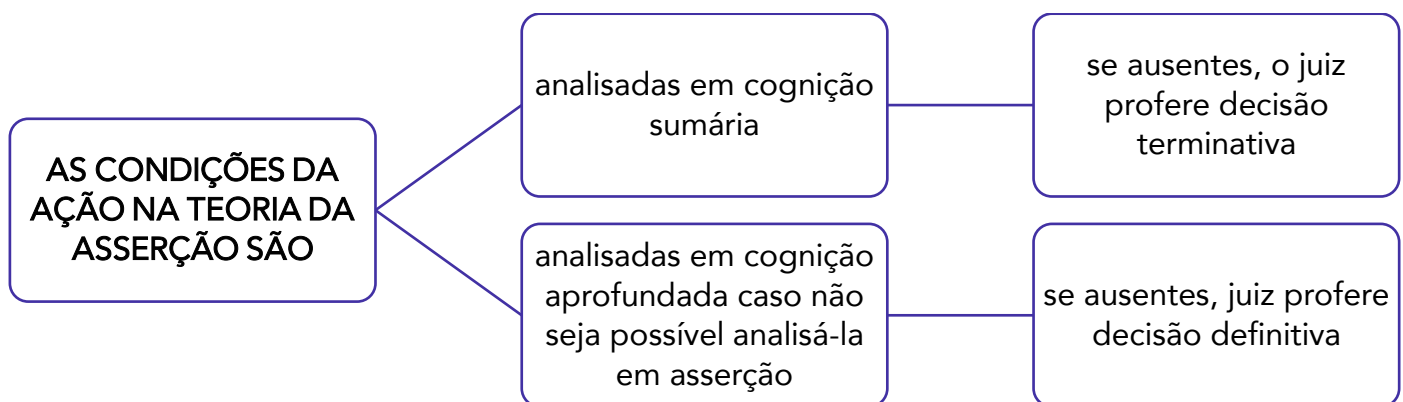 AS CONDIÇÕES DA
AÇÃO NA TEORIA DA
ASSERÇÃO SÃO
analisadas em cognição
sumária
se ausentes, o juiz
profere decisão
terminativa
analisadas em cognição
aprofundada caso não
seja possível analisá-la
em asserção
se ausentes, juiz profere
decisão definitiva